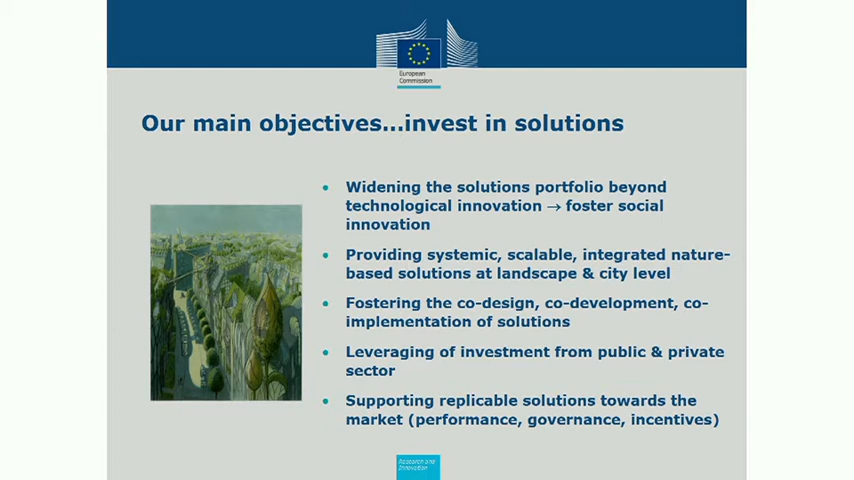 European
Commission
Our main objectives...invest in solutions
• Widening the solutions portfolio beyond
technological innovation → foster social
innovation
• Providing systemic, scalable, integrated nature-
based solutions at landscape & city level
• Fostering the co-design, co-development, co-
implementation of solutions
• Leveraging of investment from public & private
sector
• Supporting replicable solutions towards the
market (performance, governance, incentives)
Research and
Innovation